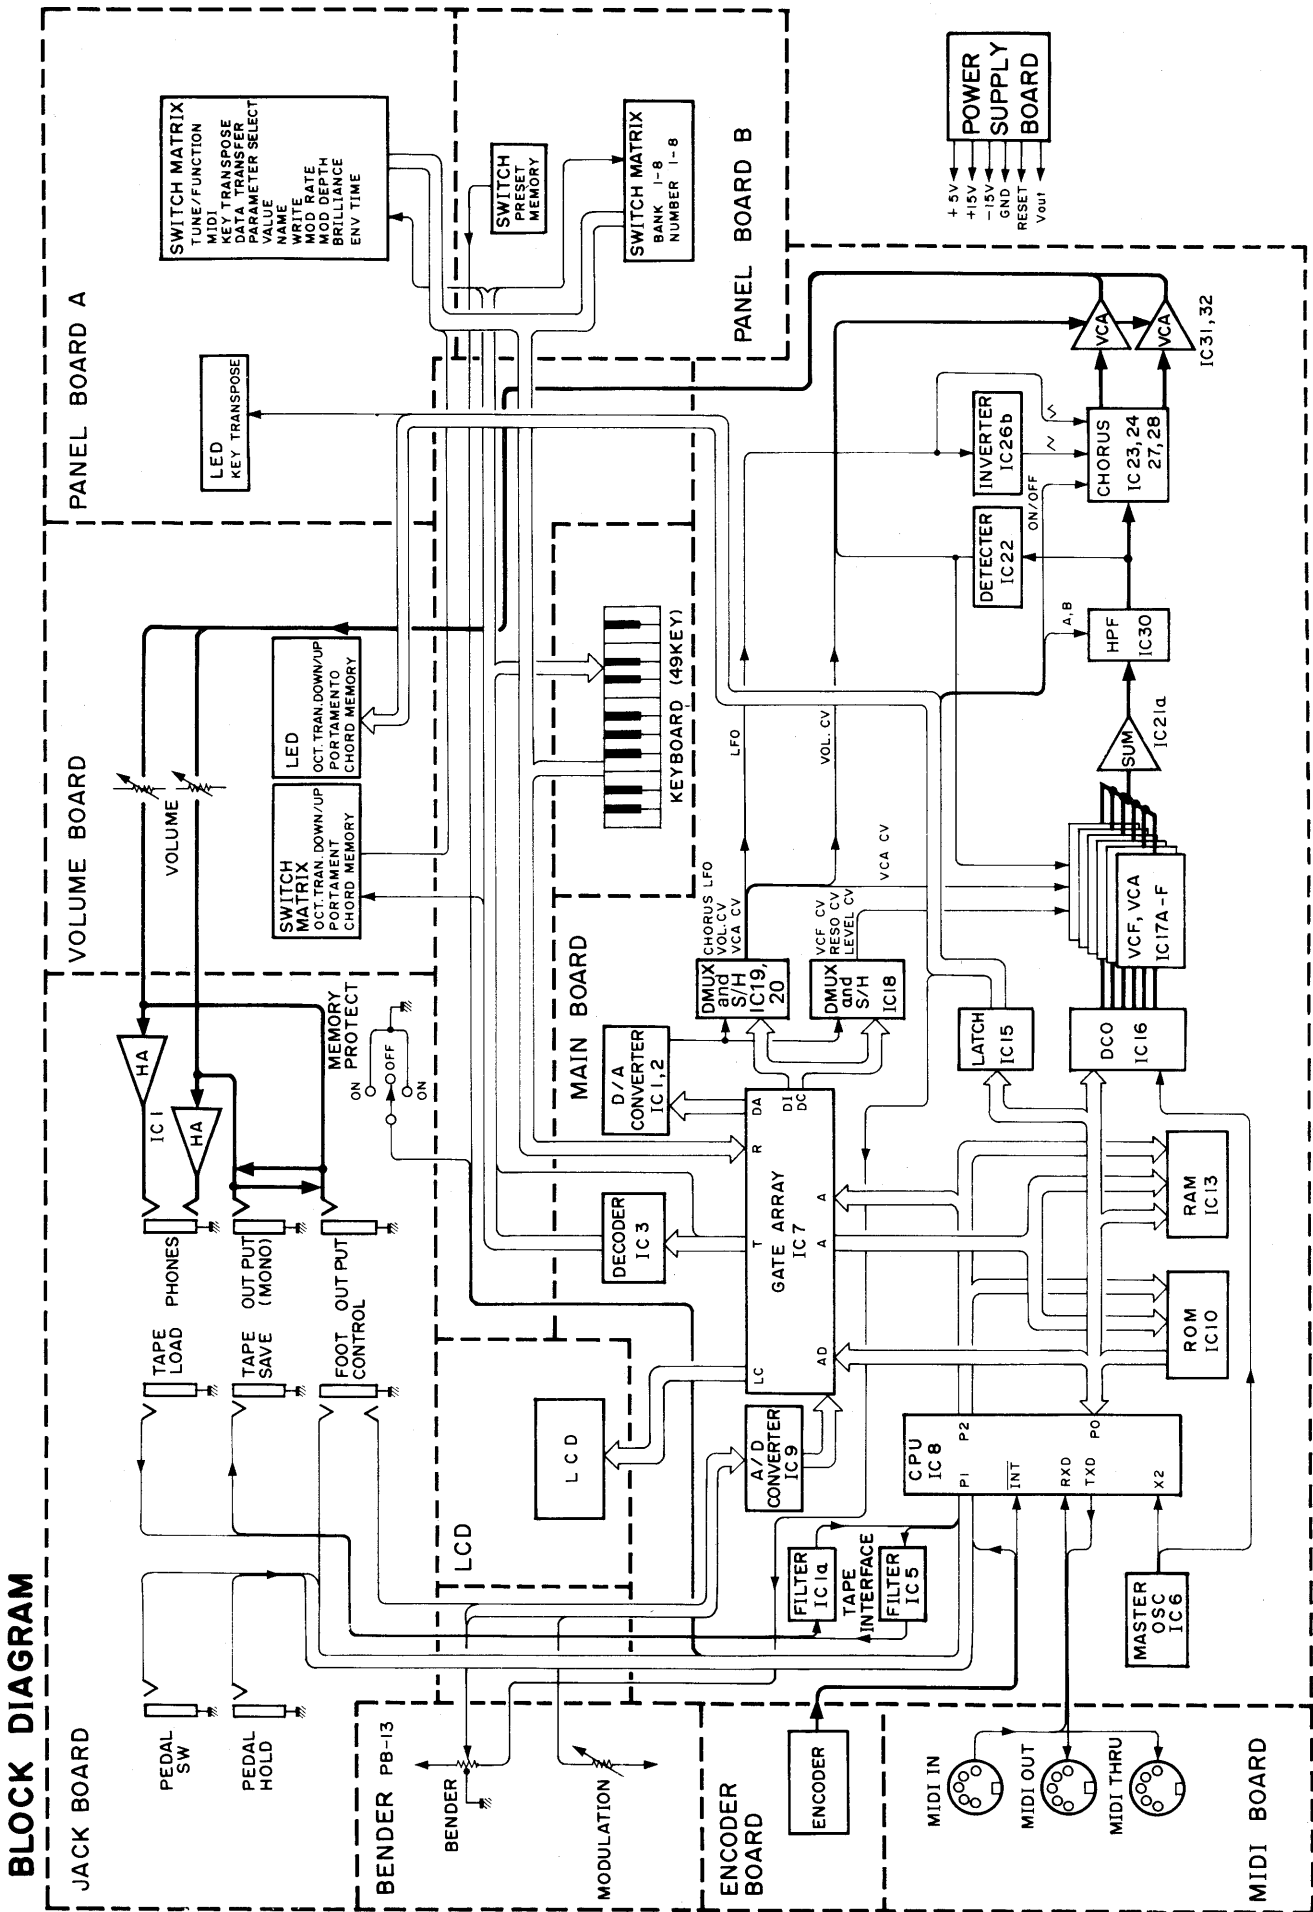 BLOCK DIAGRAM
JACK BOARD
PEDAL
SW
PEDAL
HOLD
TAPE
LOAD
TAPE
SAVE
FOOT
CONTROL
PHONES
OUT PUT
(MONO)
OUT PUT
HA
IC1
HA
MEMORY
PROTECT
ON
OFF
ON
VOLUME BOARD
VOLUME
SWITCH
MATRIX
OCT.TRAN.DOWN/UP
PORTAMENT
CHORD MEMORY
LED
OCT.TRAN.DOWN/UP
PORTAMENTO
CHORD MEMORY
PANEL BOARD A
LED
KEY TRANSPOSE
SWITCH MATRIX
TUNE/FUNCTION
MIDI
KEY TRANSPOSE
DATA TRANSFER
PARAMETER SELECT
VALUE
NAME
WRITE
MOD RATE
MOD DEPTH
BRILLIANCE
ENV TIME
SWITCH
PRESET
MEMORY
SWITCH MATRIX
BANK 1-8
NUMBER 1-8
PANEL BOARD B
BENDER PB-13
BENDER
MODULATION
LCD
LCD
MAIN BOARD
KEYBOARD (49KEY)
DECODER
IC3
D/A
CONVERTER
IC1,2
DMUX
and
S/H
IC19,
20
CHORUS LFO
VOL.CV
VCA CV
DMUX
and
S/H
IC18
VCF CV
RESO CV
LEVEL CV
LFO
VOL.CV
VCA CV
A/D
CONVERTER
IC9
LC
T
R
DA
GATE ARRAY
IC7
DI
DC
AD
A
A
FILTER
IC1a
TAPE
INTERFACE
FILTER
IC5
CPU
IC8
P1
P2
INT
RXD
TXD
P0
X2
MASTER
OSC
IC6
ROM
IC10
RAM
IC13
LATCH
IC15
DCO
IC16
VCF, VCA
IC17A-F
SUM
IC21a
HPF
IC30
A,B
DETECTER
IC22
ON/OFF
INVERTER
IC26b
CHORUS
IC23,24
27,28
VCA
VCA
IC31,32
ENCODER
BOARD
ENCODER
MIDI IN
MIDI OUT
MIDI THRU
MIDI BOARD
+5V
+15V
-15V
GND
RESET
Vout
POWER
SUPPLY
BOARD